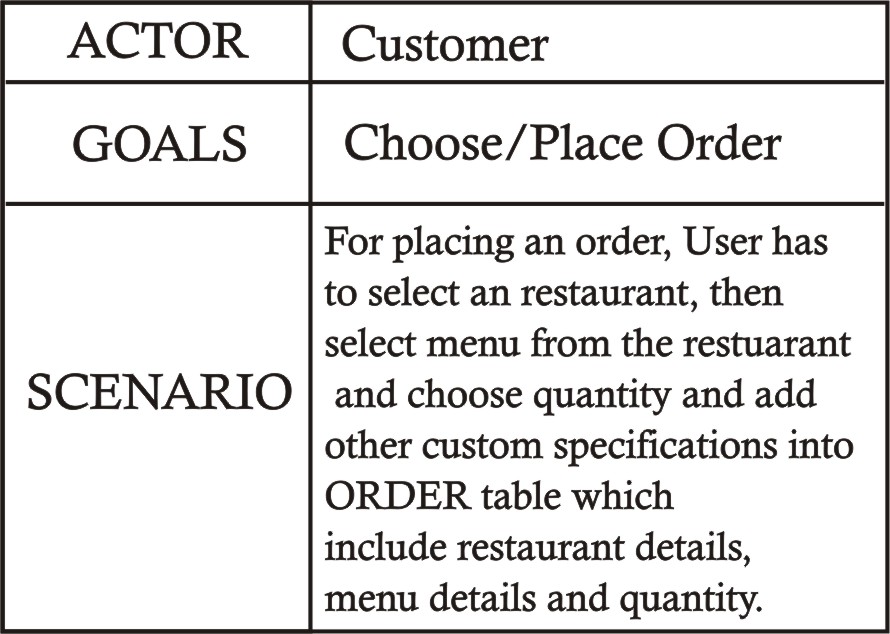 ACTOR
Customer
GOALS
Choose/Place Order
SCENARIO
For placing an order, User has
to select an restaurant, then
select menu from the restuarant
and choose quantity and add
other custom specifications into
ORDER table which
include restaurant details,
menu details and quantity.